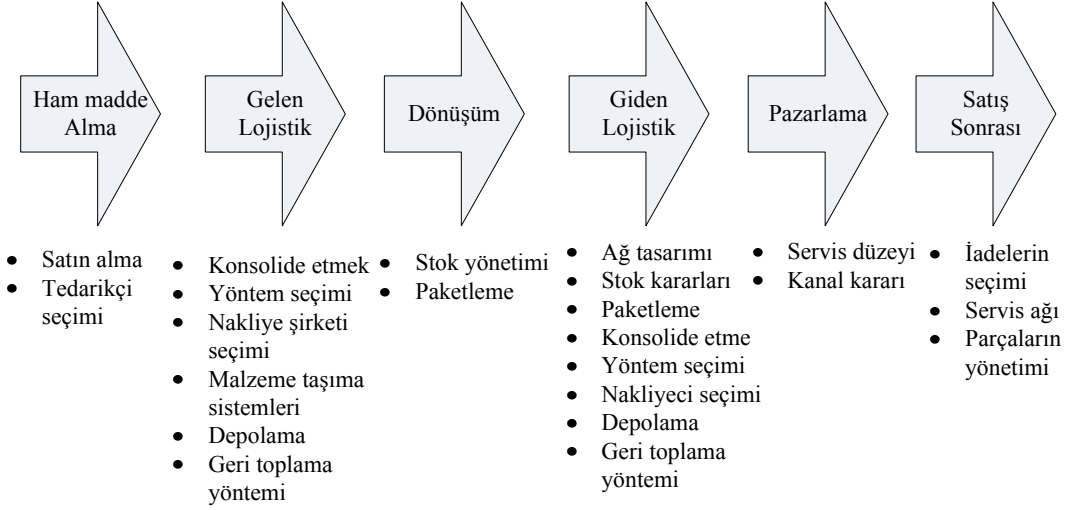 Ham madde
Alma
Gelen
Lojistik
Dönüşüm
Giden
Lojistik
Pazarlama
Satış
Sonrası
• Satın alma
• Tedarikçi
seçimi
• Konsolide etmek
• Yöntem seçimi
• Nakliye şirketi
seçimi
• Malzeme taşıma
sistemleri
• Depolama
• Geri toplama
yöntemi
• Stok yönetimi
• Paketleme
• Ağ tasarımı
• Stok kararları
• Paketleme
• Konsolide etme
• Yöntem seçimi
• Nakliyeci seçimi
• Depolama
• Geri toplama
yöntemi
• Servis düzeyi
• Kanal kararı
• İadelerin
seçimi
• Servis ağı
• Parçaların
yönetimi